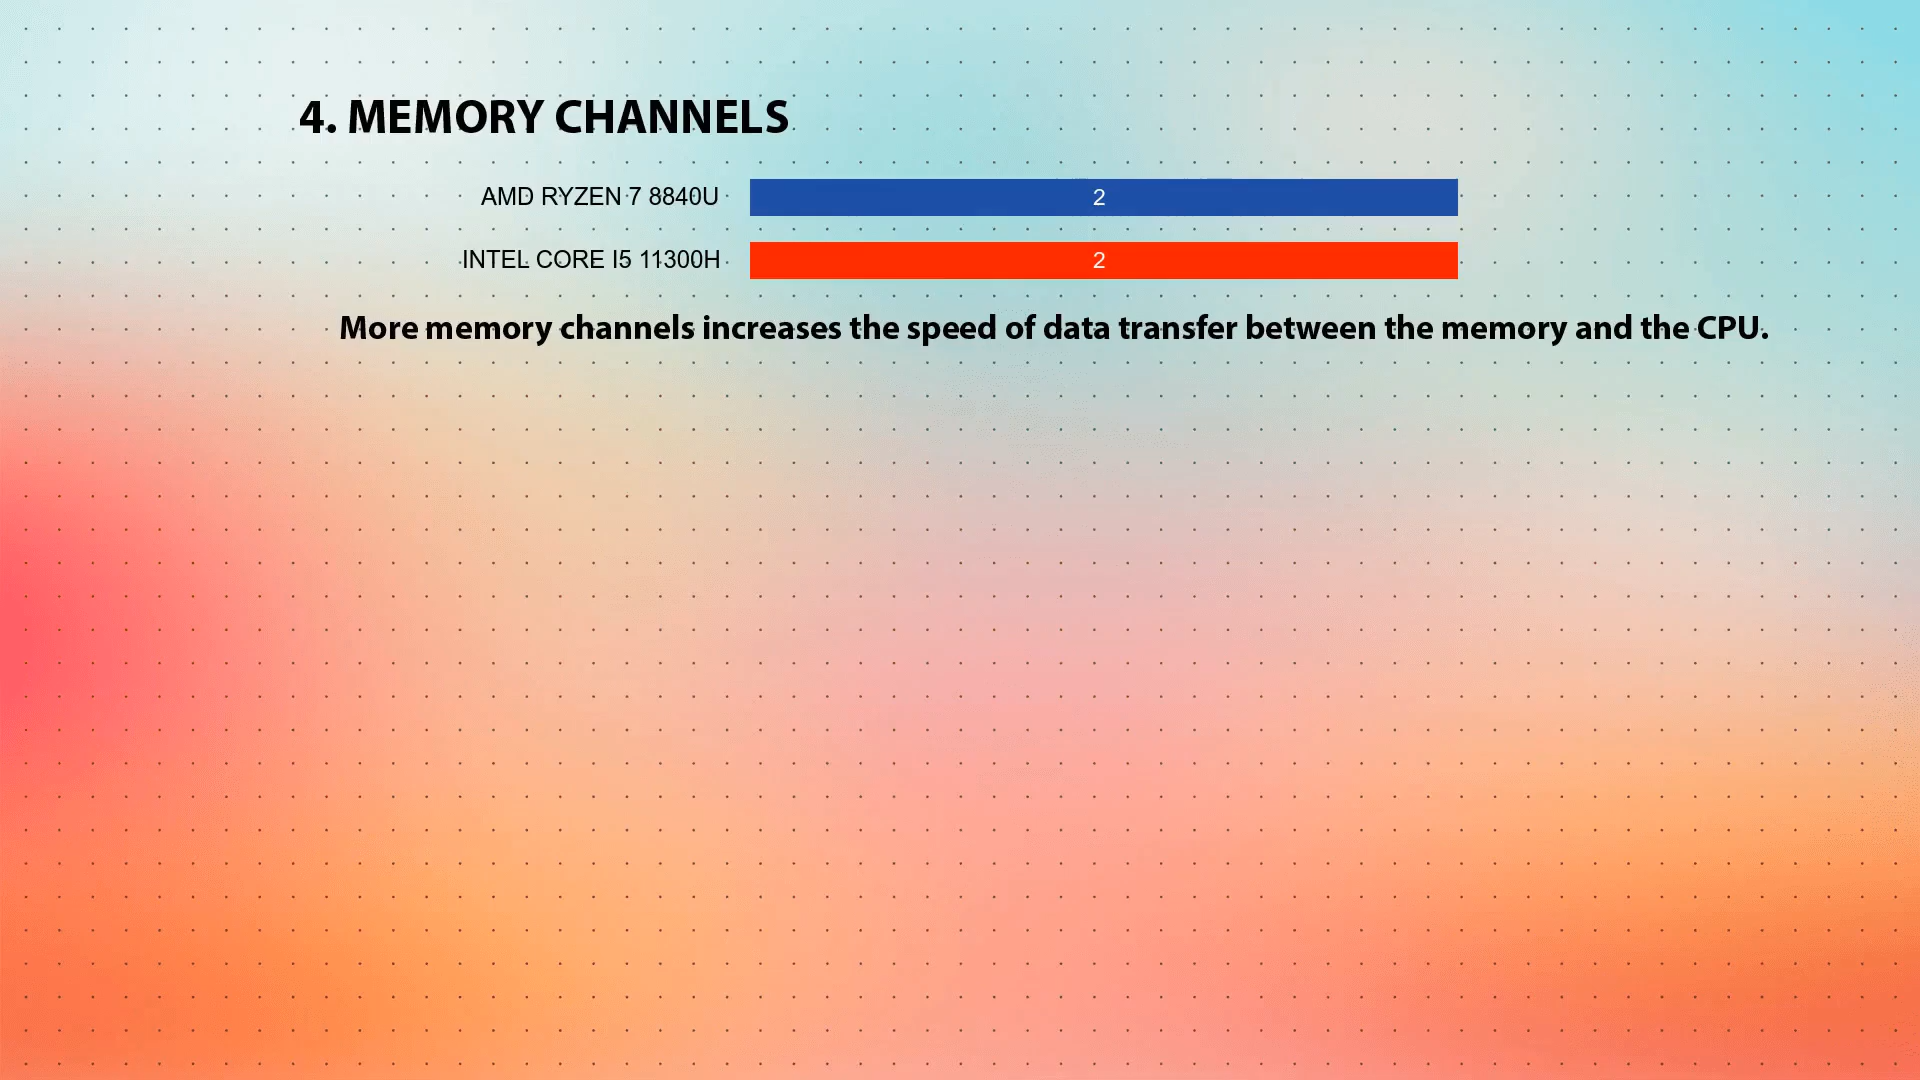 4. MEMORY CHANNELS
AMD RYZEN 7 8840U 2
INTEL CORE I5 11300H 2
More memory channels increases the speed of data transfer between the memory and the CPU.